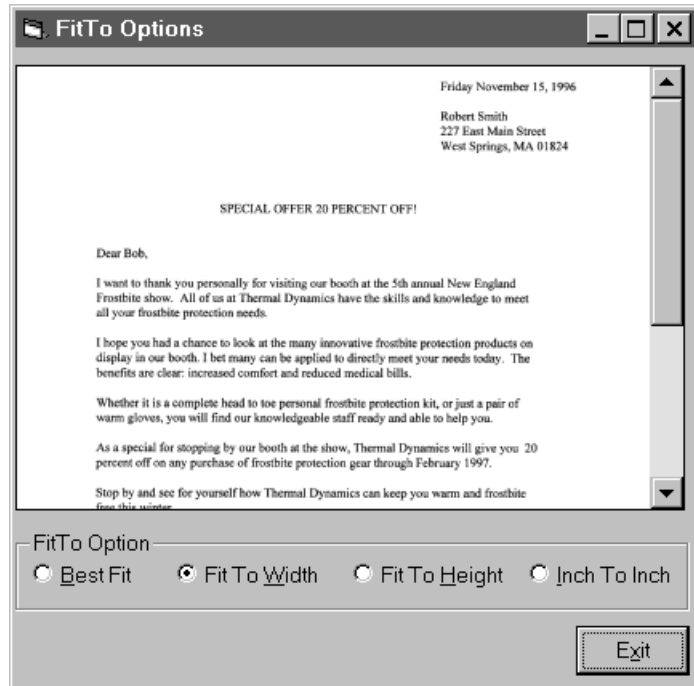 FitTo Options
Friday November 15, 1996
Robert Smith
227 East Main Street
West Springs, MA 01824
SPECIAL OFFER 20 PERCENT OFF!
Dear Bob,
I want to thank you personally for visiting our booth at the 5th annual New England
Frostbite show.  All of us at Thermal Dynamics have the skills and knowledge to meet
all your frostbite protection needs.
I hope you had a chance to look at the many innovative frostbite protection products on
display in our booth. I bet many can be applied to directly meet your needs today.  The
benefits are clear: increased comfort and reduced medical bills.
Whether it is a complete head to toe personal frostbite protection kit, or just a pair of
warm gloves, you will find our knowledgeable staff ready and able to help you.
As a special for stopping by our booth at the show, Thermal Dynamics will give you  20
percent off on any purchase of frostbite protection gear through February 1997.
Stop by and see for yourself how Thermal Dynamics can keep you warm and frostbite
free this winter
FitTo Option
Best Fit Fit To Width Fit To Height Inch To Inch
Exit